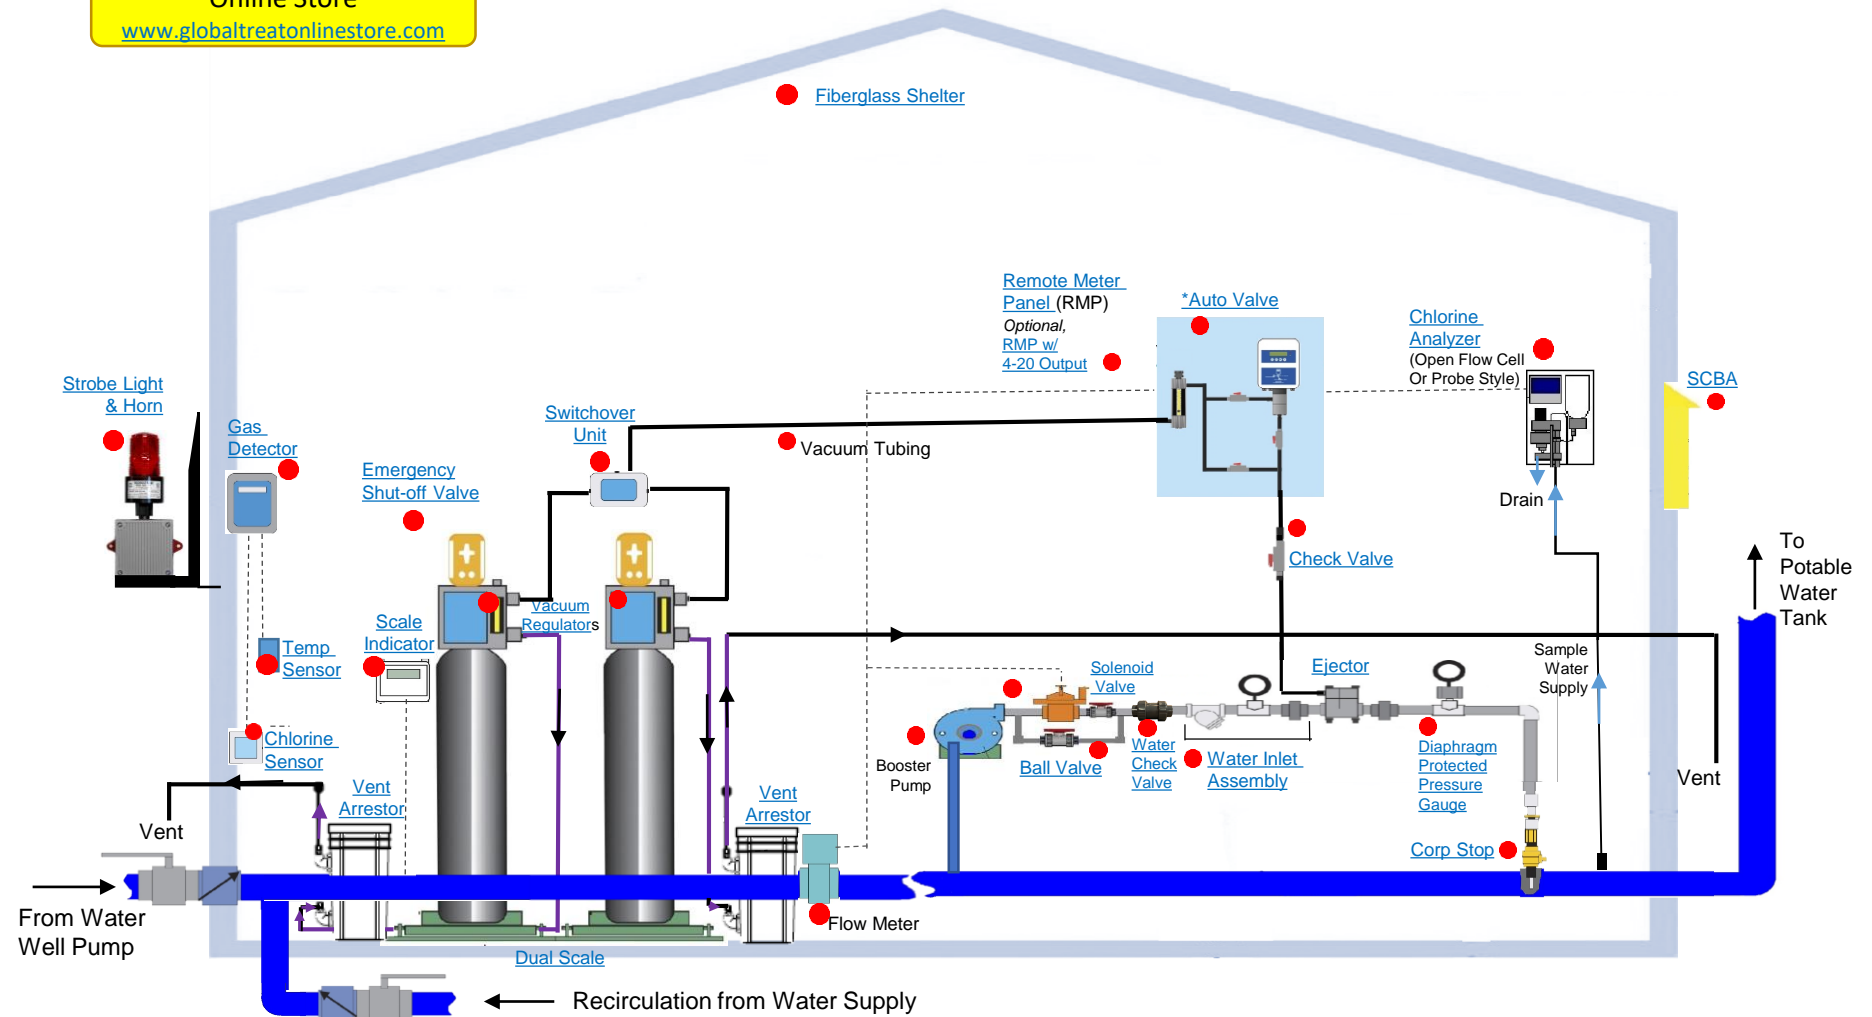 Online Store
www.globaltreatonlinestore.com
Fiberglass Shelter
Remote Meter
Panel (RMP)
Optional,
RMP w/
4-20 Output
*Auto Valve
Chlorine
Analyzer
(Open Flow Cell
Or Probe Style)
SCBA
Strobe Light
& Horn
Gas
Detector
Switchover
Unit
Vacuum Tubing
Emergency
Shut-off Valve
Drain
Check Valve
To
Potable
Water
Tank
Vacuum
Regulators
Scale
Indicator
Temp
Sensor
Sample
Water
Supply
Solenoid
Valve
Ejector
Chlorine
Sensor
Booster
Pump
Ball Valve
Water
Check
Valve
Water Inlet
Assembly
Diaphragm
Protected
Pressure
Gauge
Vent
Vent
Arrestor
Vent
Arrestor
Vent
Corp Stop
From Water
Well Pump
Flow Meter
Dual Scale
Recirculation from Water Supply